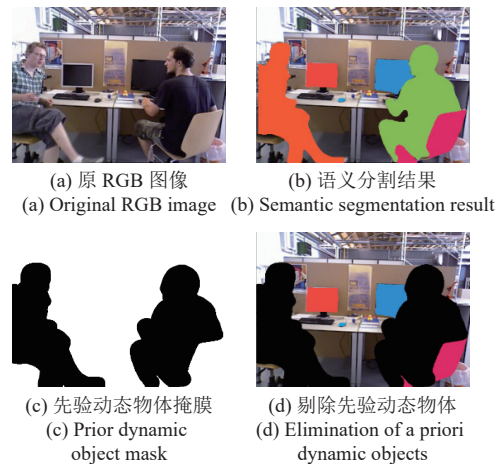 (a) 原 RGB 图像
(a) Original RGB image
(b) 语义分割结果
(b) Semantic segmentation result
(c) 先验动态物体掩膜
(c) Prior dynamic
object mask
(d) 剔除先验动态物体
(d) Elimination of a priori
dynamic objects